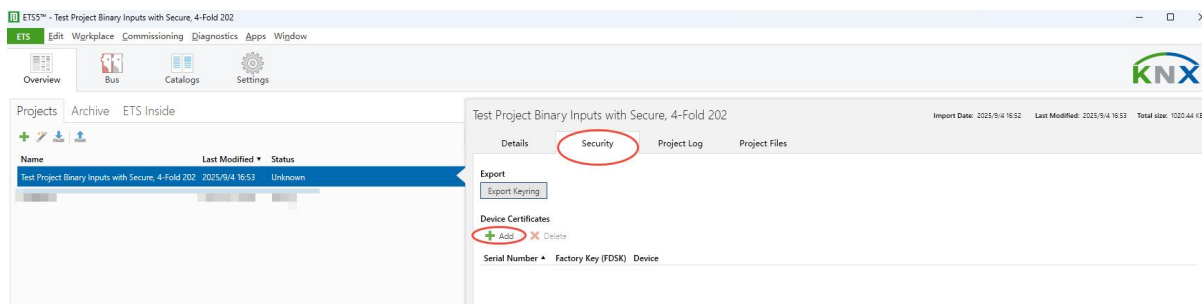 ETS5™ - Test Project Binary Inputs with Secure, 4-Fold 202
ETS Edit Workplace Commissioning Diagnostics Apps Window
Overview Bus Catalogs Settings
KNX
Projects Archive ETS Inside
Name Last Modified Status
Test Project Binary Inputs with Secure, 4-Fold 202 2025/9/4 16:53 Unknown
Test Project Binary Inputs with Secure, 4-Fold 202
Import Date: 2025/9/4 16:52 Last Modified: 2025/9/4 16:53 Total size: 1020.44 KB
Details Security Project Log Project Files
Export
Export Keyring
Device Certificates
Add Delete
Serial Number Factory Key (FDSK) Device